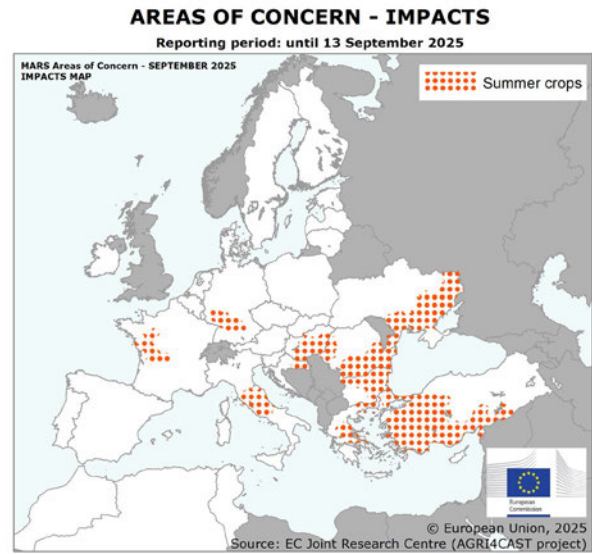 AREAS OF CONCERN - IMPACTS
Reporting period: until 13 September 2025
MARS Areas of Concern - SEPTEMBER 2025
IMPACTS MAP
Summer crops
European
Commission
© European Union, 2025
Source: EC Joint Research Centre (AGRI4CAST project)